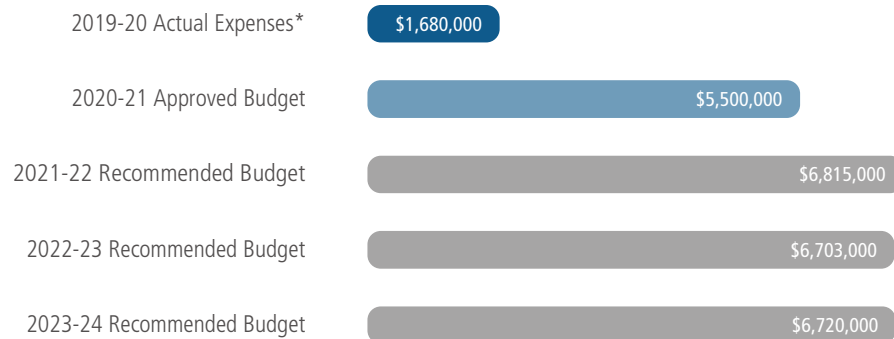 2019-20 Actual Expenses* $1,680,000
2020-21 Approved Budget $5,500,000
2021-22 Recommended Budget $6,815,000
2022-23 Recommended Budget $6,703,000
2023-24 Recommended Budget $6,720,000